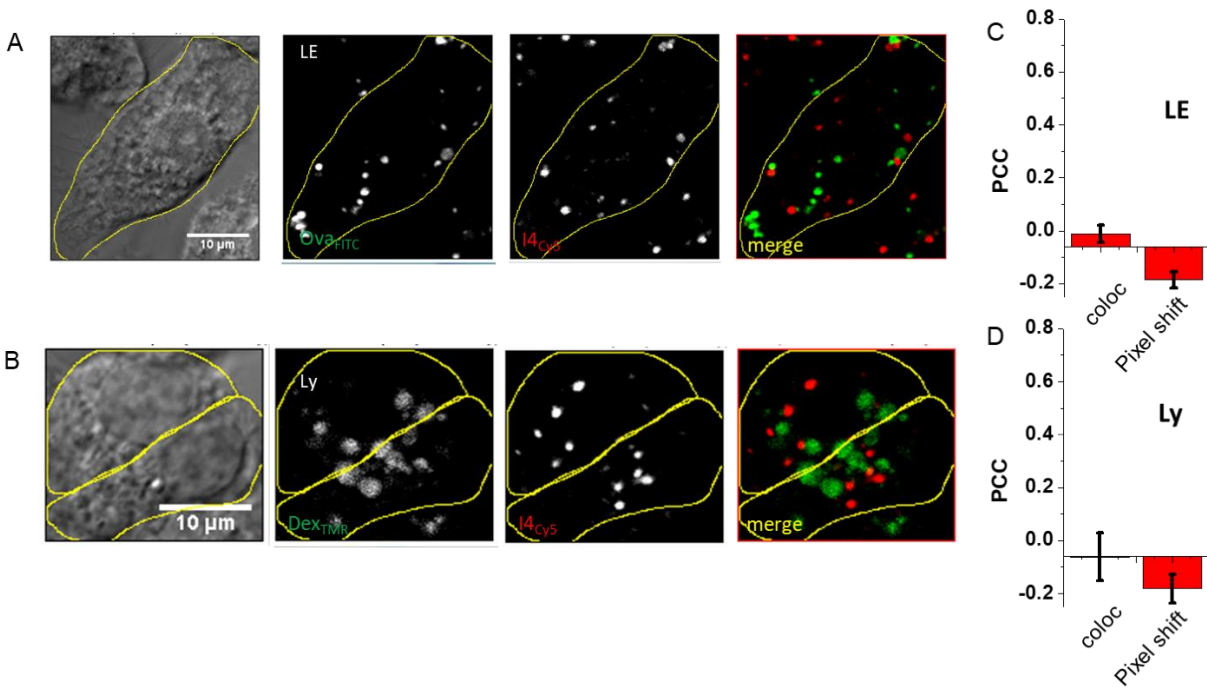 A
LE
10 µm
OvaFITC
I4Cy5
merge
C
0.8
0.6
0.4
0.2
0.0
-0.2
PCC
LE
coloc
Pixel shift
B
Ly
10 µm
DexTMR
I4Cy5
merge
D
0.8
0.6
0.4
0.2
0.0
-0.2
PCC
Ly
coloc
Pixel shift